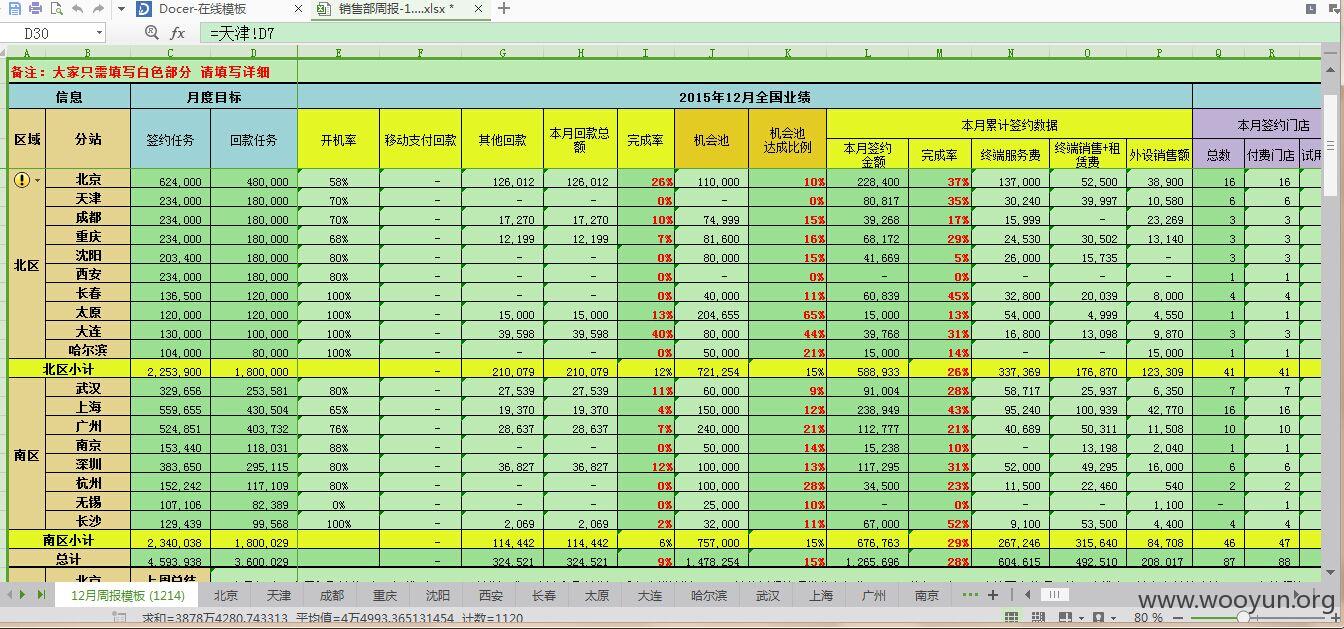 Docer-在线模板 销售部周报-1....xlsx *
D30 fx =天津!D7
A B C D E F G H I J K L M N O P Q R
备注：大家只需填写白色部分 请填写详细
信息 月度目标 2015年12月全国业绩
区域 分站 签约任务 回款任务 开机率 移动支付回款 其他回款 本月回款总额 完成率 机会池 机会池达成比例 本月累计签约数据 本月签约门店
本月签约金额 完成率 终端服务费 终端销售+租赁费 外设销售额 总数 付费门店 试用
北京 624,000 480,000 58% - 126,012 126,012 26% 110,000 10% 228,400 37% 137,000 52,500 38,900 16 16
天津 234,000 180,000 70% - - - 0% - 0% 80,817 35% 30,240 39,997 10,580 6 6
成都 234,000 180,000 70% - 17,270 17,270 10% 74,999 15% 39,268 17% 15,999 - 23,269 3 3
重庆 234,000 180,000 68% - 12,199 12,199 7% 81,600 16% 68,172 29% 24,530 30,502 13,140 3 3
沈阳 203,400 180,000 80% - - - 0% 80,000 15% 41,669 5% 26,000 15,735 - 3 3
北区
西安 234,000 180,000 80% - - - 0% - 0% - 0% - - - 1 1
长春 136,500 120,000 100% - - - 0% 40,000 11% 60,839 45% 32,800 20,039 8,000 4 4
太原 120,000 120,000 100% - 15,000 15,000 13% 204,655 65% 15,000 13% 54,000 4,999 4,550 1 1
大连 130,000 100,000 100% - 39,598 39,598 40% 80,000 44% 39,768 31% 16,800 13,098 9,870 3 3
哈尔滨 104,000 80,000 100% - - - 0% 50,000 21% 15,000 14% - - 15,000 1 1
北区小计 2,253,900 1,800,000 - 210,079 210,079 12% 721,254 15% 588,933 26% 337,369 176,870 123,309 41 41
武汉 329,656 253,581 80% - 27,539 27,539 11% 60,000 9% 91,004 28% 58,717 25,937 6,350 7 7
上海 559,655 430,504 65% - 19,370 19,370 4% 150,000 12% 238,949 43% 95,240 100,939 42,770 16 16
广州 524,851 403,732 76% - 28,637 28,637 7% 240,000 21% 112,777 21% 40,689 50,311 11,508 10 10
南京 153,440 118,031 88% - - - 0% 50,000 14% 15,238 10% - 13,198 2,040 1 1
南区
深圳 383,650 295,115 80% - 36,827 36,827 12% 100,000 13% 117,295 31% 52,000 49,295 16,000 6 6
杭州 152,242 117,109 80% - - - 0% 100,000 28% 34,500 23% 11,500 22,460 540 2 2
无锡 107,106 82,389 0% - - - 0% 25,000 10% - 0% - - 1,100 - 1
长沙 129,439 99,568 100% - 2,069 2,069 2% 32,000 11% 67,000 52% 9,100 53,500 4,400 4 4
南区小计 2,340,038 1,800,029 - 114,442 114,442 6% 757,000 15% 676,763 29% 267,246 315,640 84,708 46 47
总计 4,593,938 3,600,029 - 324,521 324,521 9% 1,478,254 15% 1,265,696 28% 604,615 492,510 208,017 87 88
北京 上周总结
12月周报模板 (1214) 北京 天津 成都 重庆 沈阳 西安 长春 太原 大连 哈尔滨 武汉 上海 广州 南京 ···
求和=3878万4280.743313 平均值=4万4993.365131454 计数=1120 80 %
www.wooyun.org